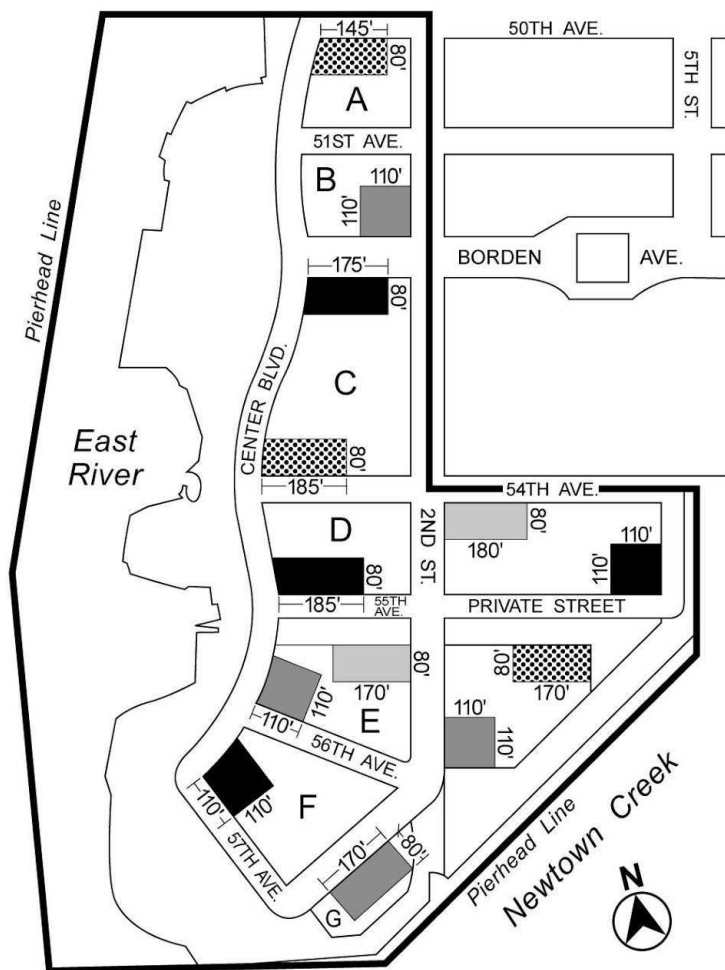 50TH AVE.
145'
80'
5TH ST.
A
51ST AVE.
B
110'
110'
Pierhead Line
BORDEN AVE.
175'
80'
CENTER BLVD.
C
East
River
80'
185'
54TH AVE.
D
2ND ST.
80'
180'
110'
110'
80'
185'
55TH
AVE.
PRIVATE STREET
80'
170'
80'
170'
110'
110'
E
110'
110'
56TH AVE.
110'
110'
F
57TH AVE.
170'
80'
G
Pierhead Line
Newtown Creek
N